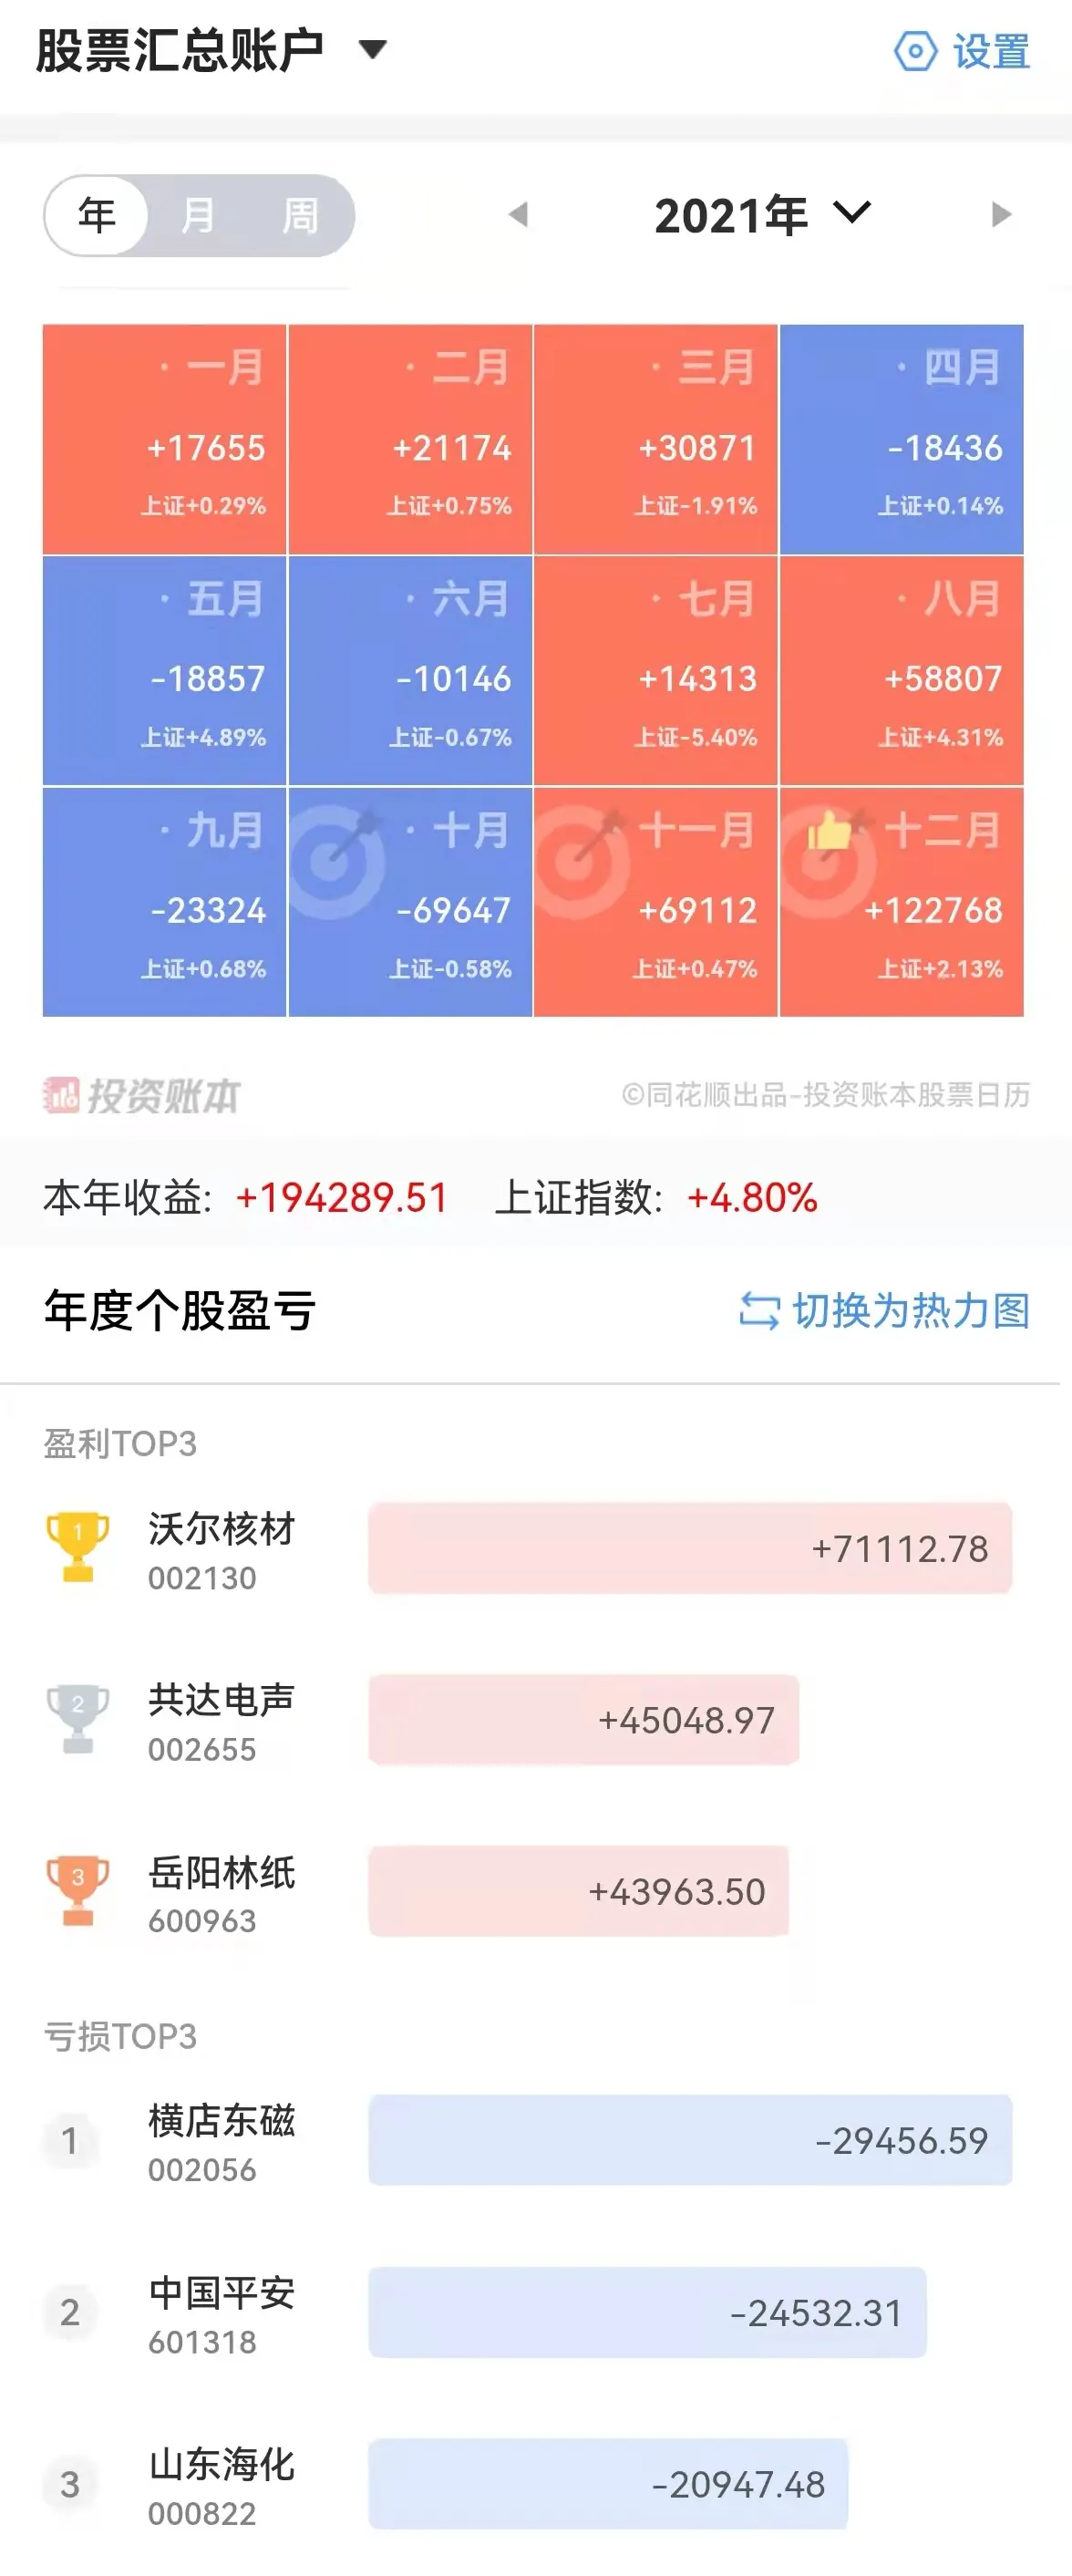 股票汇总账户
设置
年 月 周
2021年
· 一月 · 二月 · 三月 · 四月
+17655 +21174 +30871 -18436
上证+0.29% 上证+0.75% 上证-1.91% 上证+0.14%
· 五月 · 六月 · 七月 · 八月
-18857 -10146 +14313 +58807
上证+4.89% 上证-0.67% 上证-5.40% 上证+4.31%
· 九月 · 十月 十一月 十二月
-23324 -69647 +69112 +122768
上证+0.68% 上证-0.58% 上证+0.47% 上证+2.13%
投资账本 ©同花顺出品-投资账本股票日历
本年收益: +194289.51 上证指数: +4.80%
年度个股盈亏 切换为热力图
盈利TOP3
1 沃尔核材 +71112.78
002130
2 共达电声 +45048.97
002655
3 岳阳林纸 +43963.50
600963
亏损TOP3
1 横店东磁 -29456.59
002056
2 中国平安 -24532.31
601318
3 山东海化 -20947.48
000822